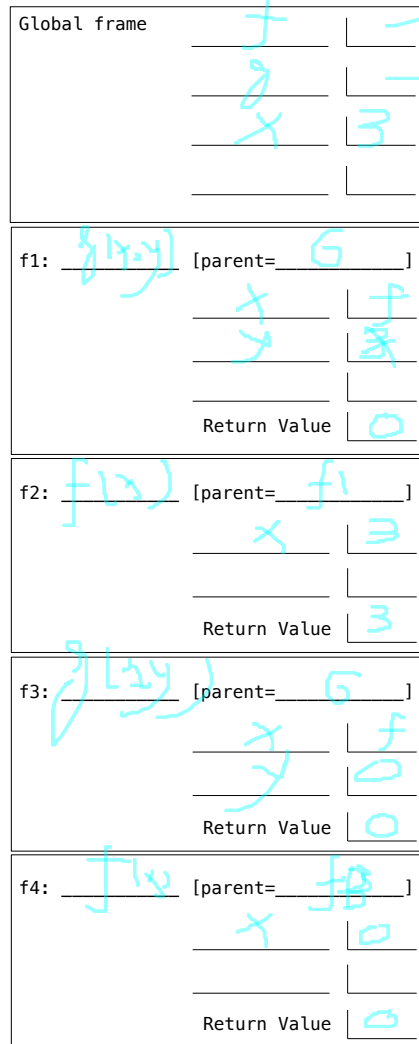 Global frame
f —
g —
x 3
f1: g(x,y) [parent= G ]
x f
y
Return Value 0
f2: f(x) [parent= f1 ]
x 3
Return Value 3
f3: g(x,y) [parent= G ]
x f
y 0
Return Value 0
f4: f(x) [parent= ]
x 0
Return Value 0